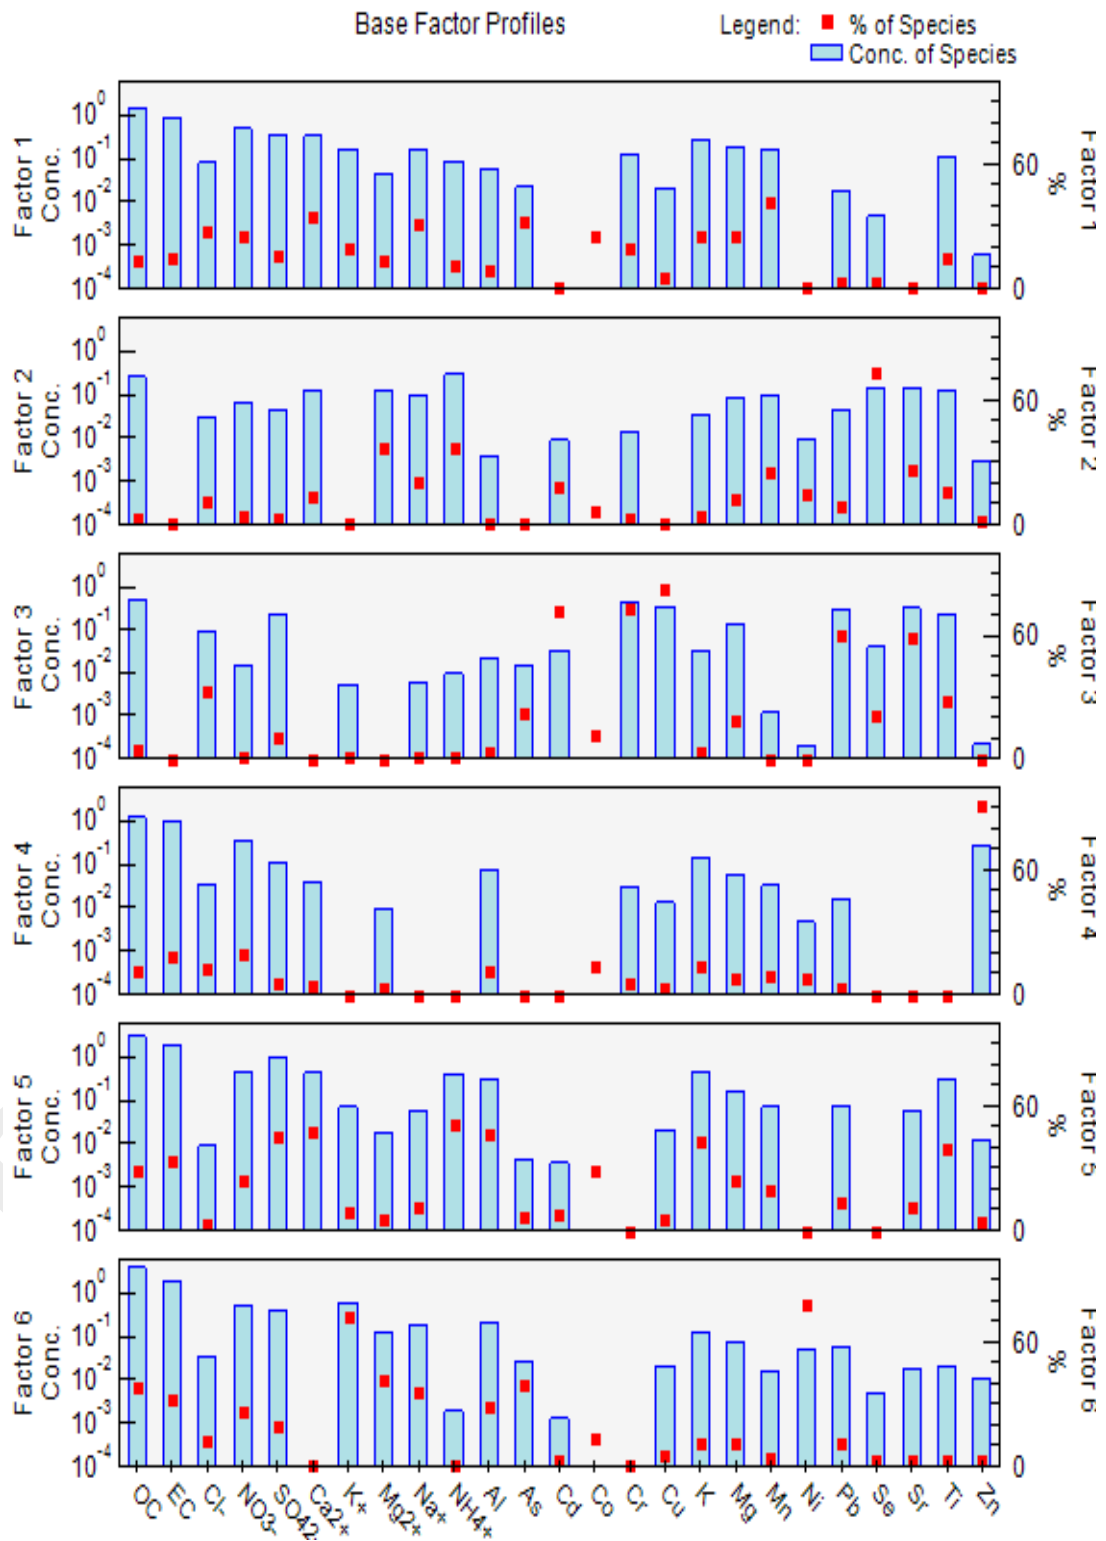 Base Factor Profiles
Legend: % of Species
Conc. of Species
Factor 1
Conc.
10^0
10^-1
10^-2
10^-3
10^-4
60
0
%
Factor 1
Factor 2
Conc.
10^0
10^-1
10^-2
10^-3
10^-4
60
0
%
Factor 2
Factor 3
Conc.
10^0
10^-1
10^-2
10^-3
10^-4
60
0
%
Factor 3
Factor 4
Conc.
10^0
10^-1
10^-2
10^-3
10^-4
60
0
%
Factor 4
Factor 5
Conc.
10^0
10^-1
10^-2
10^-3
10^-4
60
0
%
Factor 5
Factor 6
Conc.
10^0
10^-1
10^-2
10^-3
10^-4
60
0
%
Factor 6
OC
EC
Cl-
NO3-
SO42-
Ca2+
K+
Mg2+
Na+
NH4+
Al
As
Cd
Co
Cr
Cu
K
Mg
Mn
Ni
Pb
Se
Sr
Ti
Zn